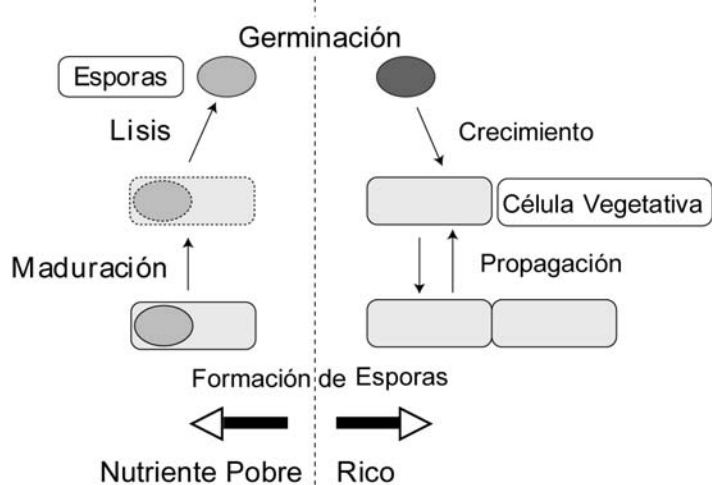 Germinación
Esporas
Lisis
Crecimiento
Célula Vegetativa
Maduración
Propagación
Formación de Esporas
Nutriente Pobre
Rico